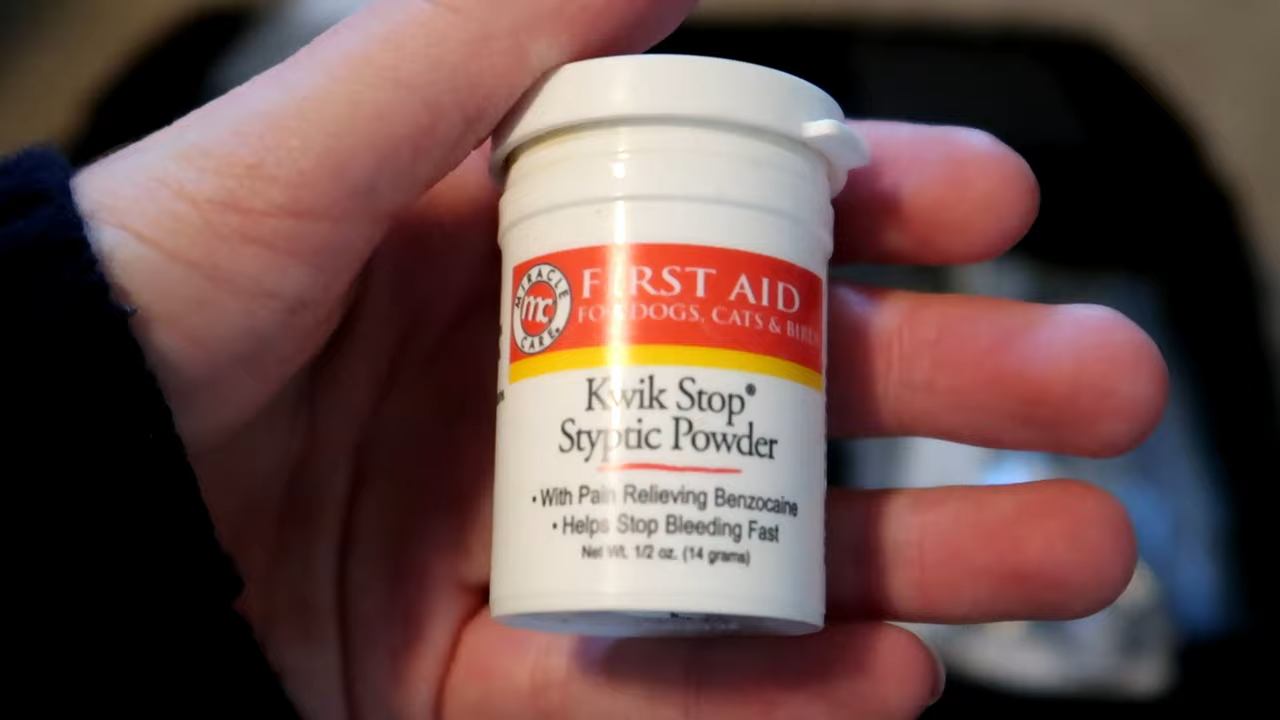 MIRACLE
mc
CARE®
FIRST AID
FOR DOGS, CATS & BIRD
Kwik Stop®
Styptic Powder
• With Pain Relieving Benzocaine
• Helps Stop Bleeding Fast
Net Wt. 1/2 oz. (14 grams)